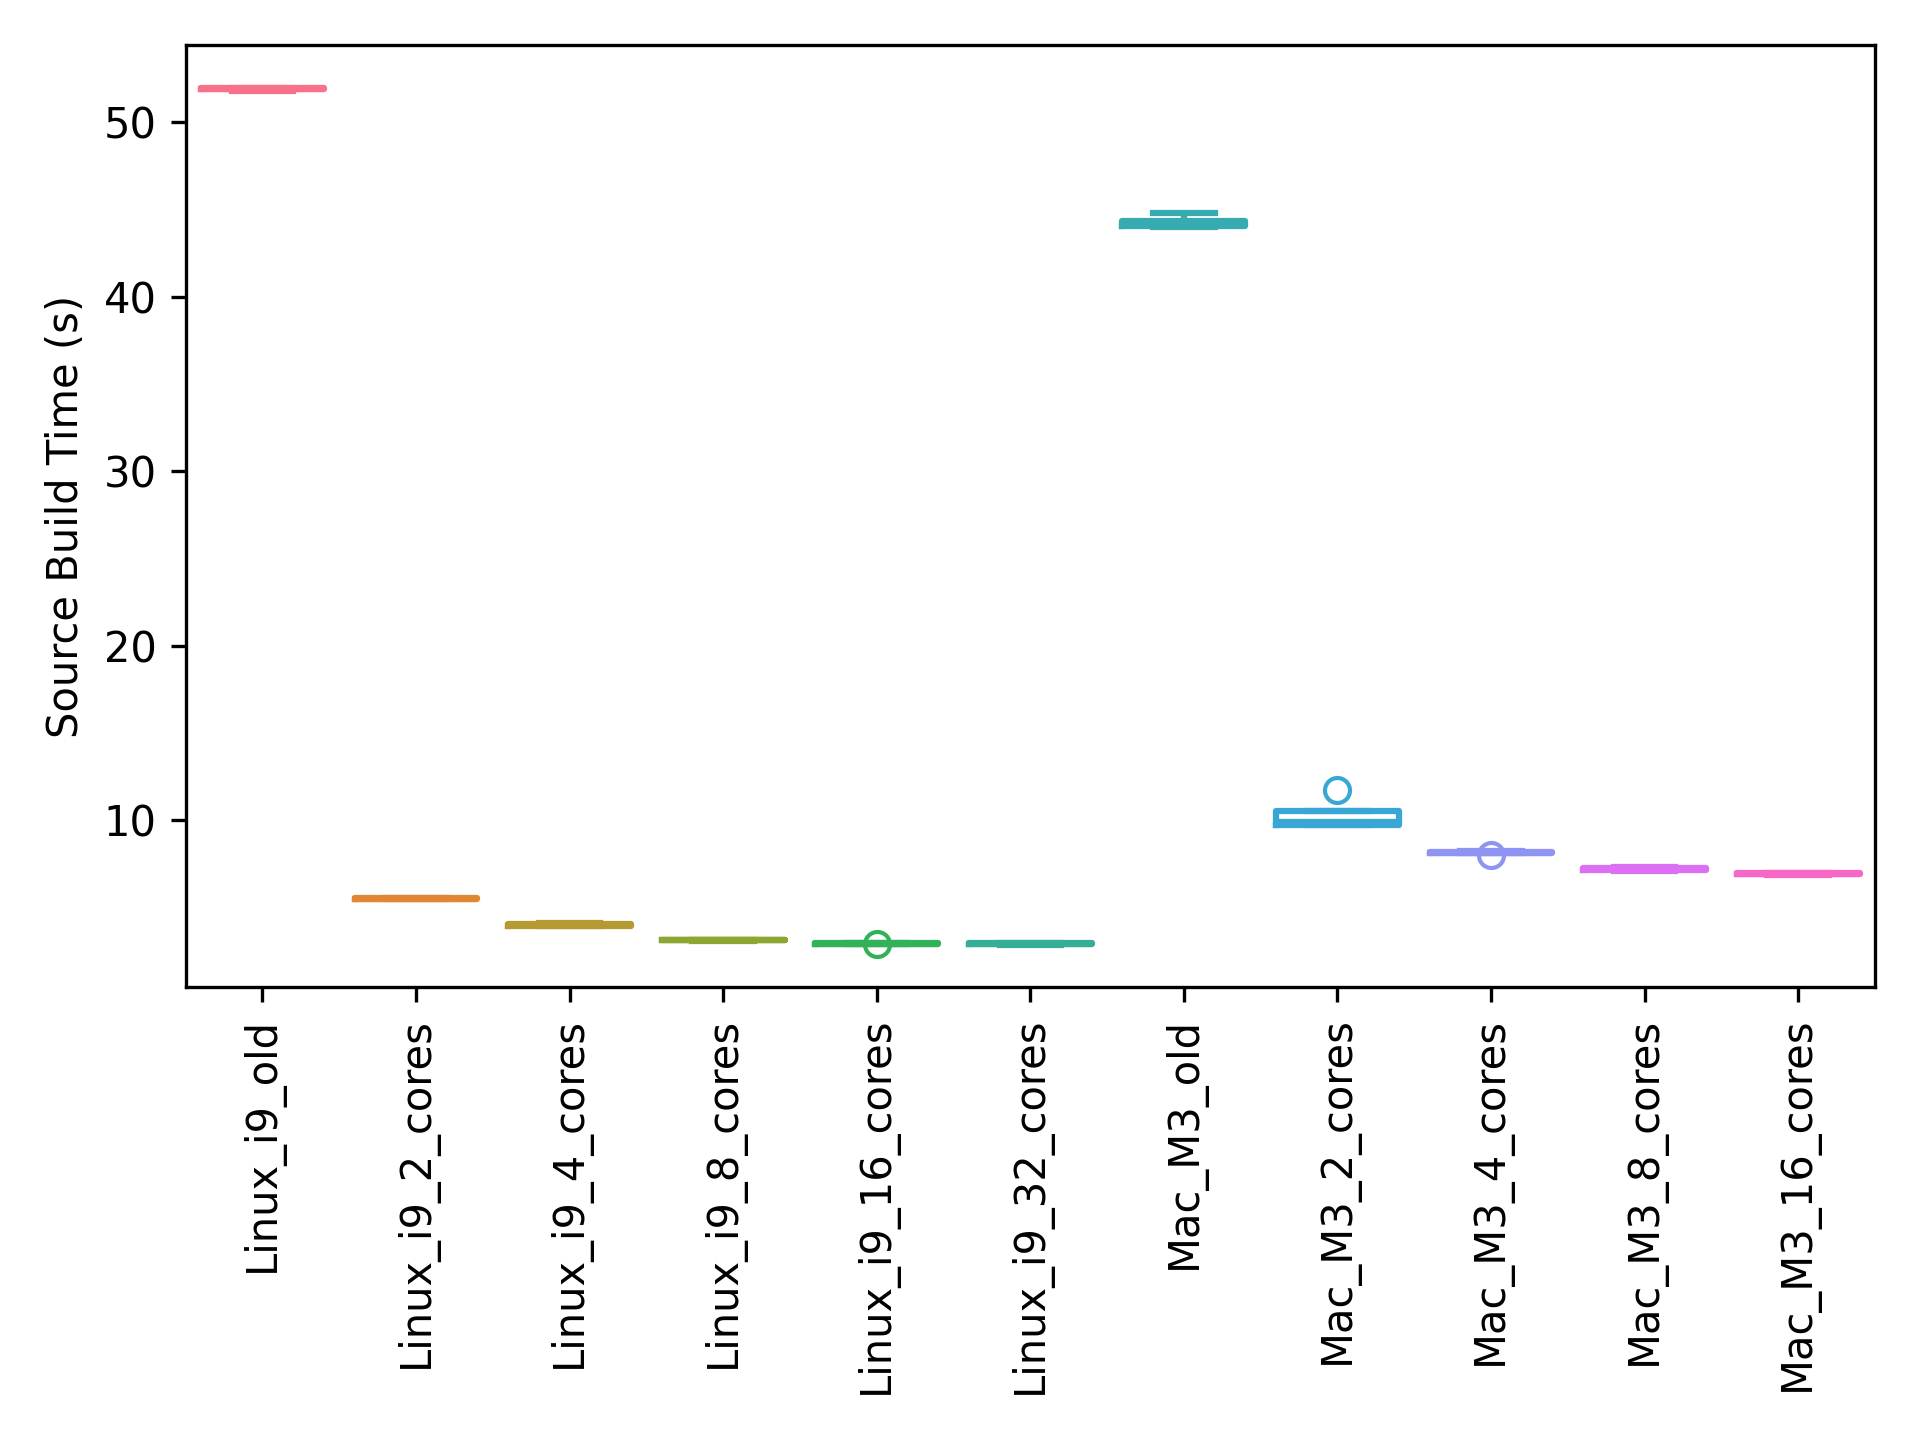 Source Build Time (s)
50
40
30
20
10
Linux_i9_old
Linux_i9_2_cores
Linux_i9_4_cores
Linux_i9_8_cores
Linux_i9_16_cores
Linux_i9_32_cores
Mac_M3_old
Mac_M3_2_cores
Mac_M3_4_cores
Mac_M3_8_cores
Mac_M3_16_cores